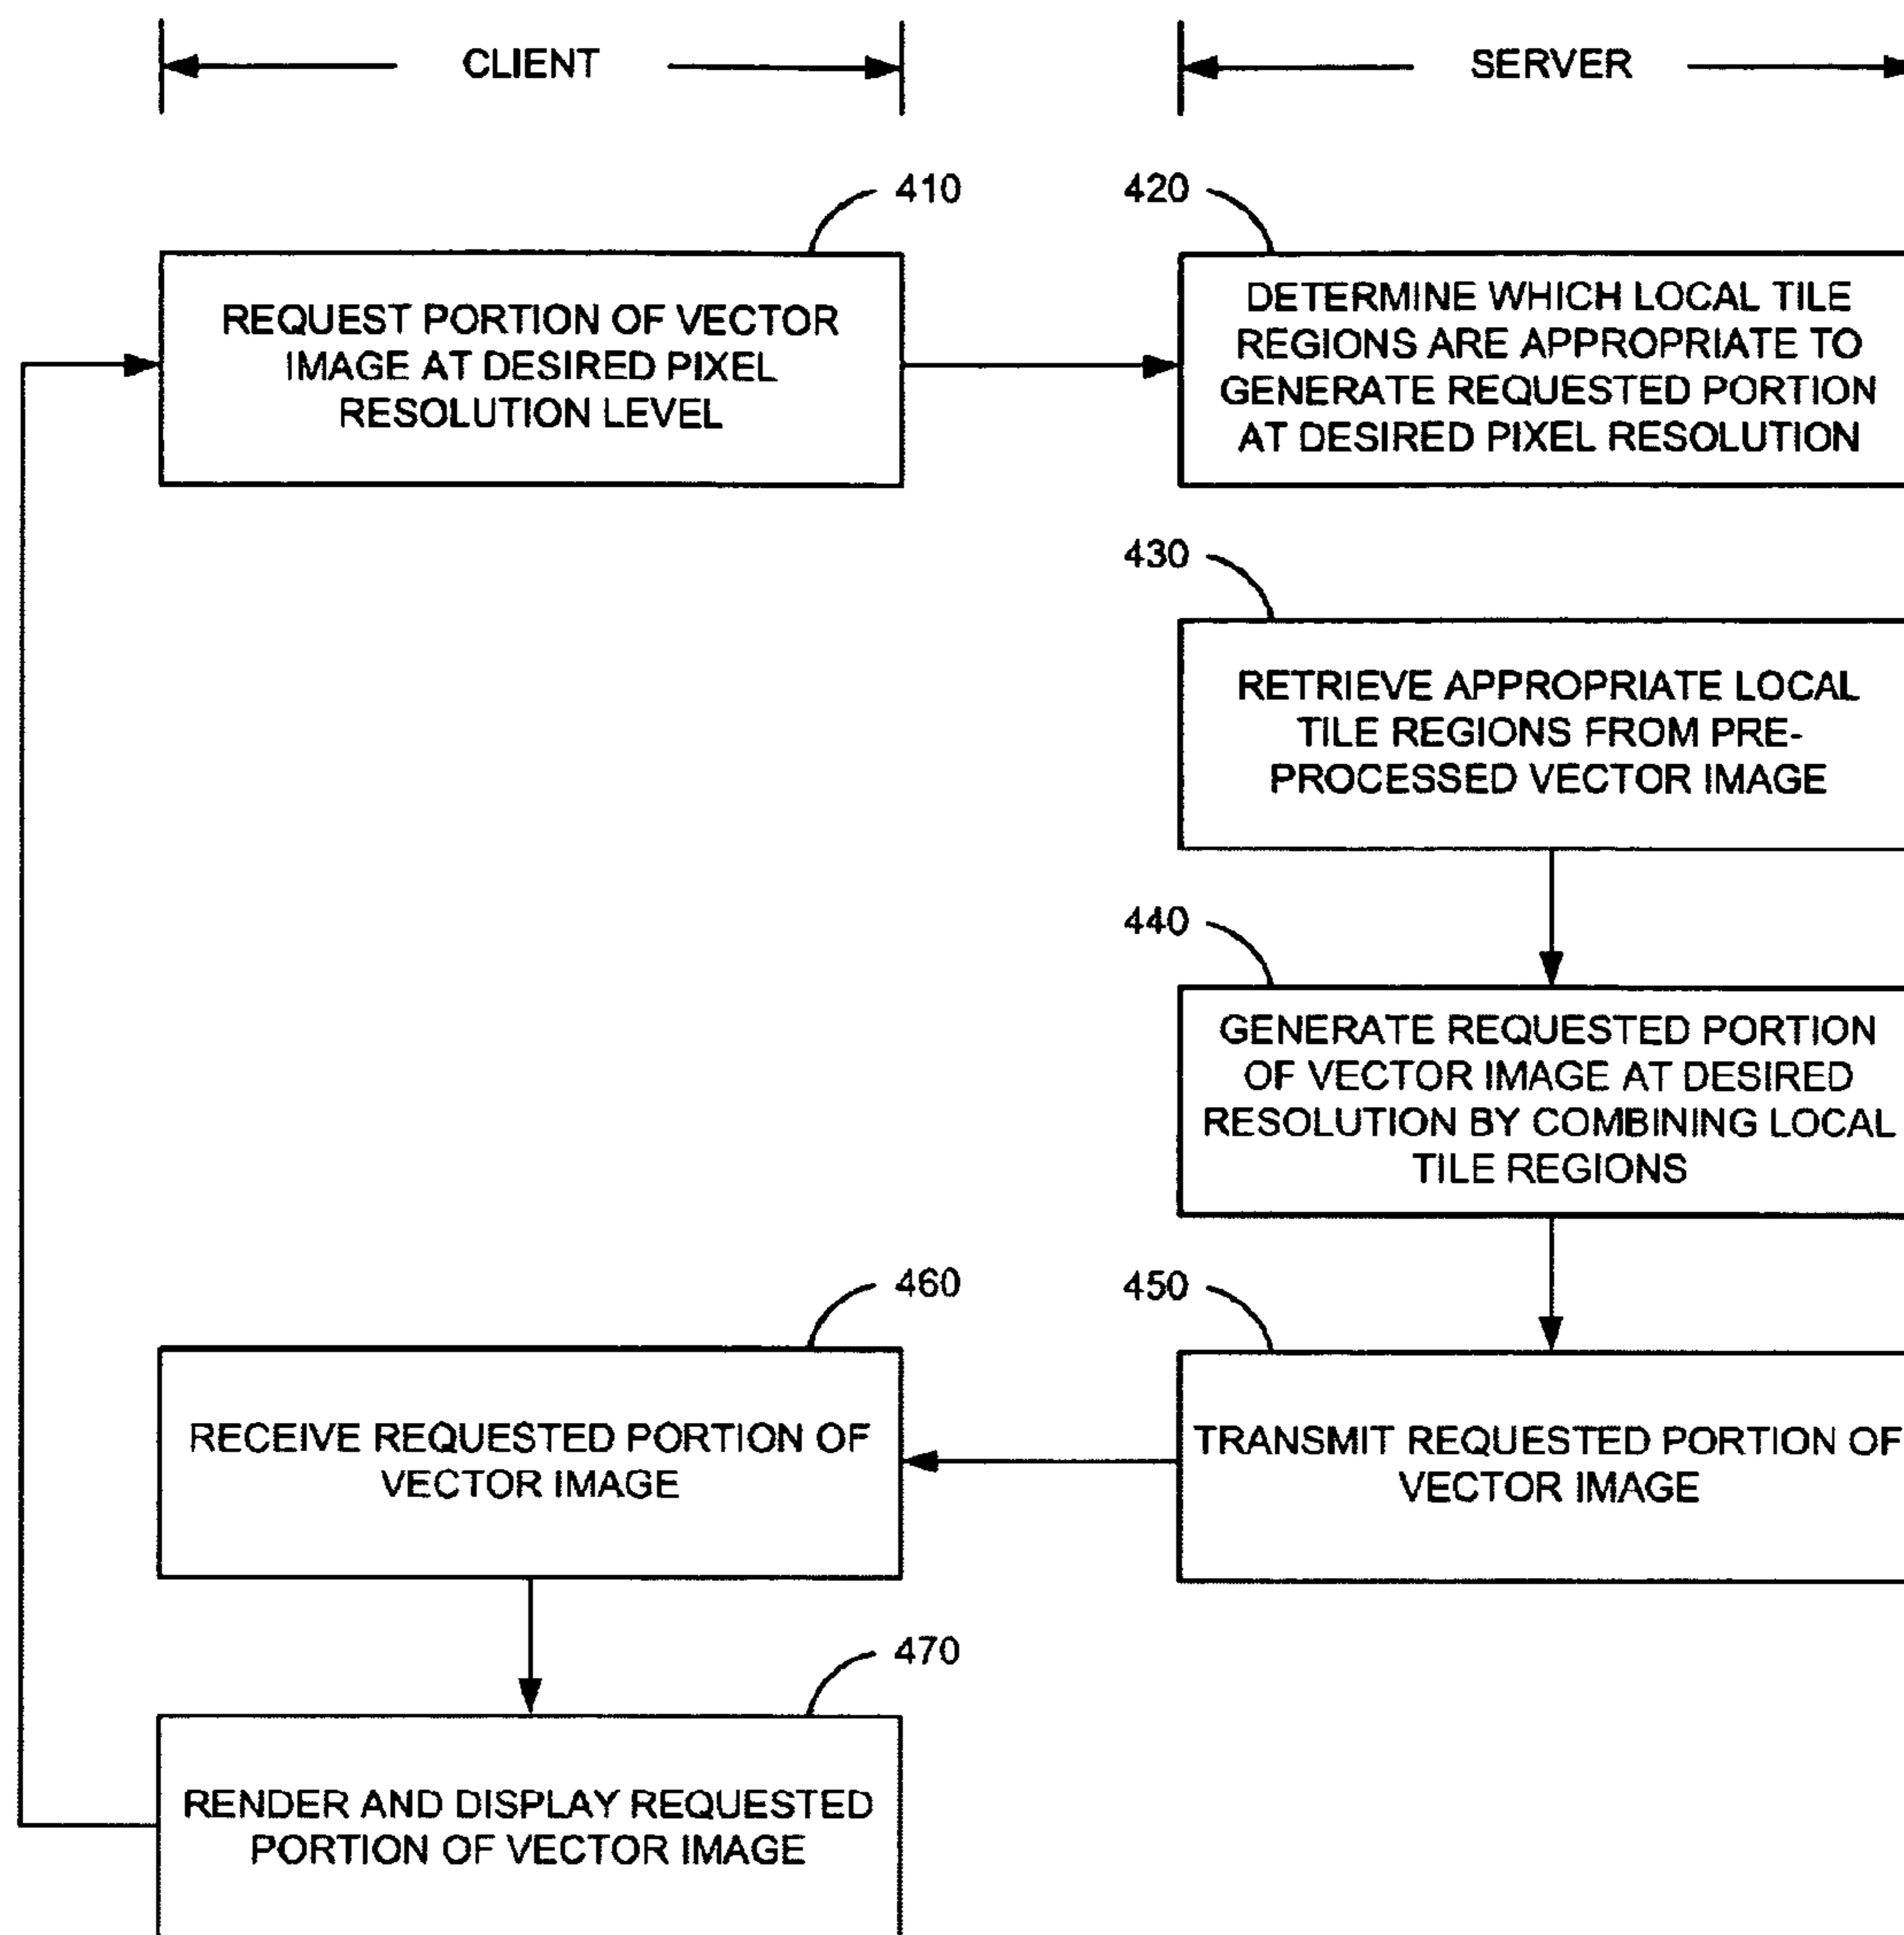 CLIENT
SERVER
410
420
REQUEST PORTION OF VECTOR
IMAGE AT DESIRED PIXEL
RESOLUTION LEVEL
DETERMINE WHICH LOCAL TILE
REGIONS ARE APPROPRIATE TO
GENERATE REQUESTED PORTION
AT DESIRED PIXEL RESOLUTION
430
RETRIEVE APPROPRIATE LOCAL
TILE REGIONS FROM PRE-
PROCESSED VECTOR IMAGE
440
GENERATE REQUESTED PORTION
OF VECTOR IMAGE AT DESIRED
RESOLUTION BY COMBINING LOCAL
TILE REGIONS
460
450
RECEIVE REQUESTED PORTION OF
VECTOR IMAGE
TRANSMIT REQUESTED PORTION OF
VECTOR IMAGE
470
RENDER AND DISPLAY REQUESTED
PORTION OF VECTOR IMAGE